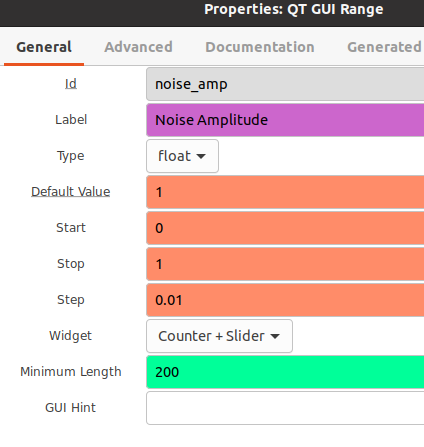 Properties: QT GUI Range
General Advanced Documentation Generated
Id noise_amp
Label Noise Amplitude
Type float
Default Value 1
Start 0
Stop 1
Step 0.01
Widget Counter + Slider
Minimum Length 200
GUI Hint